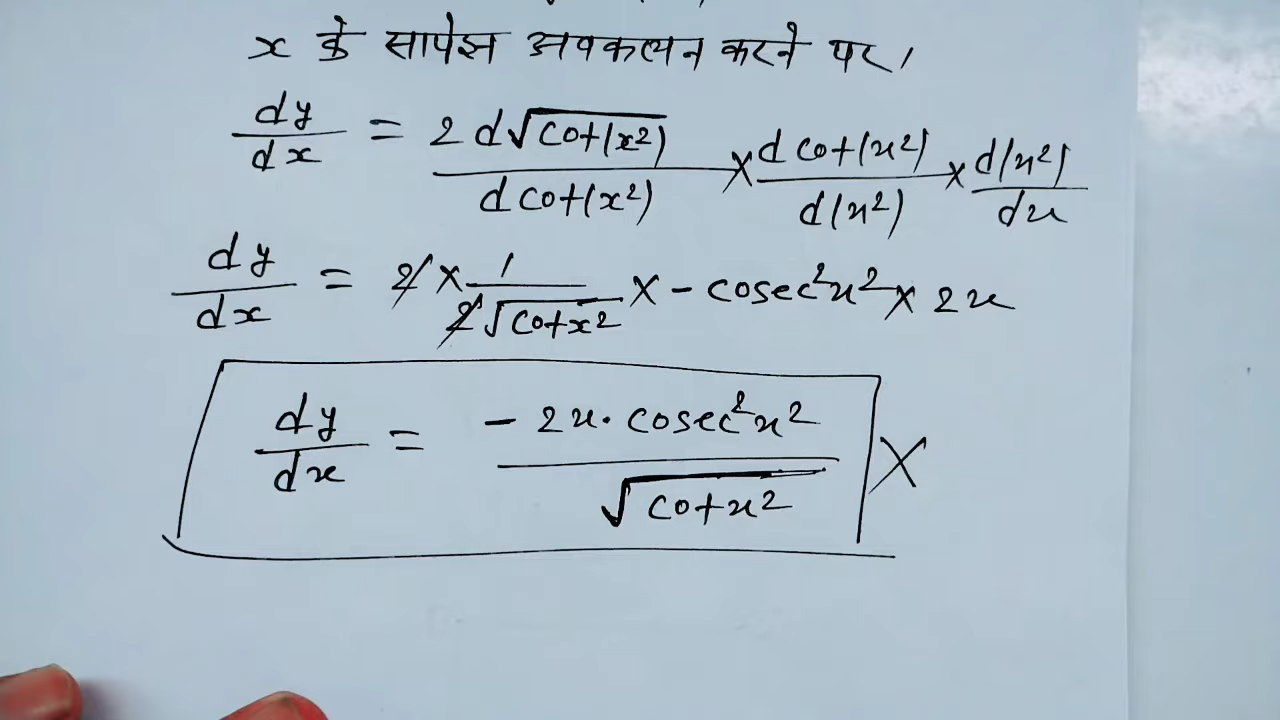 x के सापेक्ष अवकलन करने पर,
dy/dx = 2 d√cot(x²)/d cot(x²) × d cot(x²)/d(x²) × d(x²)/dx
dy/dx = 2 × 1/2√cot x² × - cosec²x² × 2x
dy/dx = - 2x. cosec²x²/√cot x² X